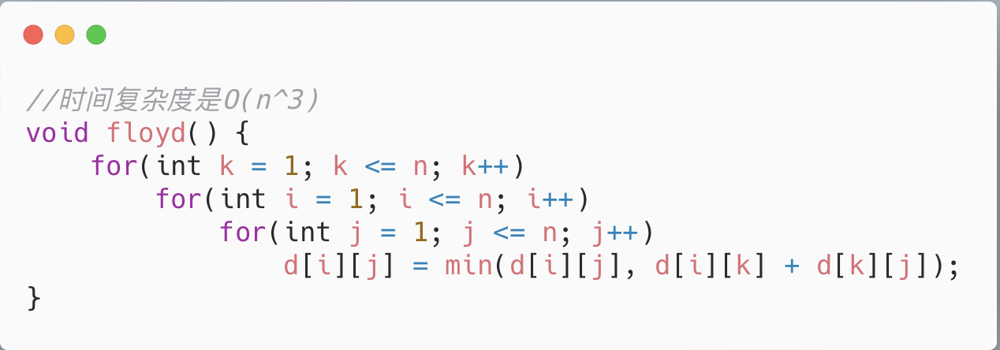 //时间复杂度是O(n^3)
void floyd() {
    for(int k = 1; k <= n; k++)
        for(int i = 1; i <= n; i++)
            for(int j = 1; j <= n; j++)
                d[i][j] = min(d[i][j], d[i][k] + d[k][j]);
}